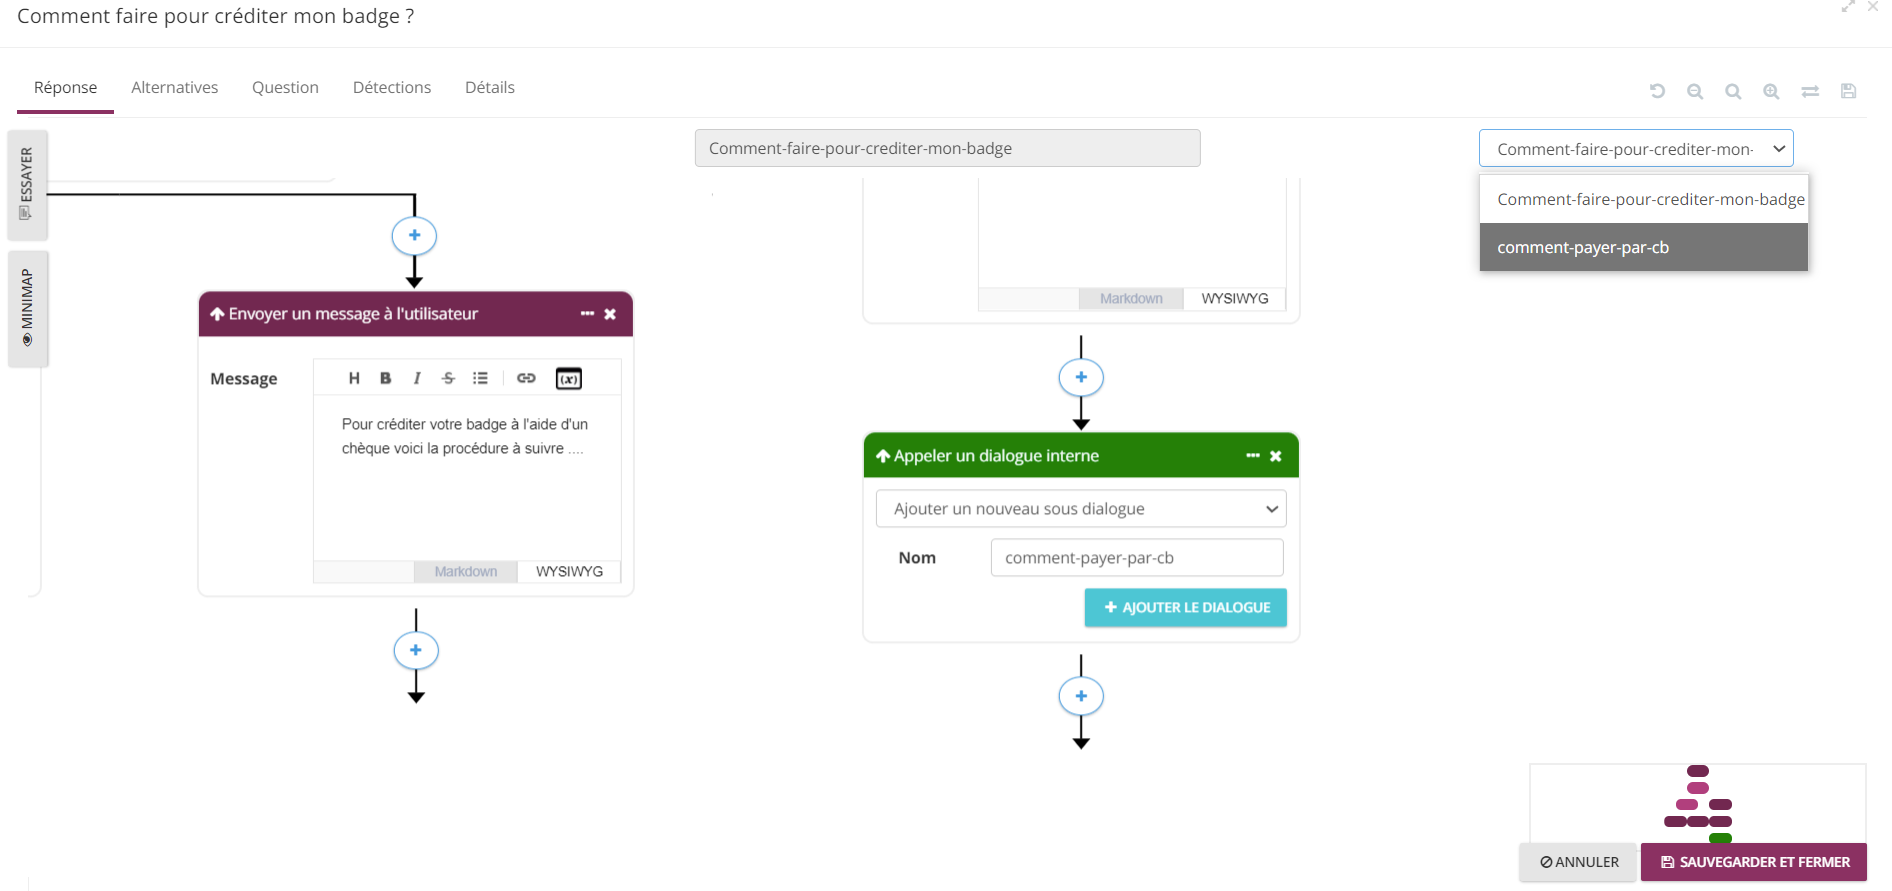 Comment faire pour créditer mon badge ?
Réponse
Alternatives
Question
Détections
Détails
ESSAYER
MINIMAP
Comment-faire-pour-crediter-mon-badge
Comment-faire-pour-crediter-mon-
Comment-faire-pour-crediter-mon-badge
comment-payer-par-cb
Envoyer un message à l'utilisateur
Message
H B I S (x)
Pour créditer votre badge à l'aide d'un
chèque voici la procédure à suivre ....
Markdown
WYSIWYG
Markdown
WYSIWYG
Appeler un dialogue interne
Ajouter un nouveau sous dialogue
Nom
comment-payer-par-cb
+ AJOUTER LE DIALOGUE
ANNULER
SAUVEGARDER ET FERMER